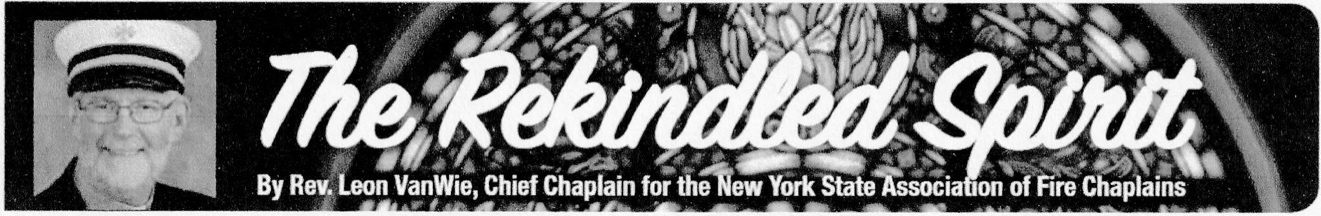 The Rekindled Spirit
By Rev. Leon VanWie, Chief Chaplain for the New York State Association of Fire Chaplains